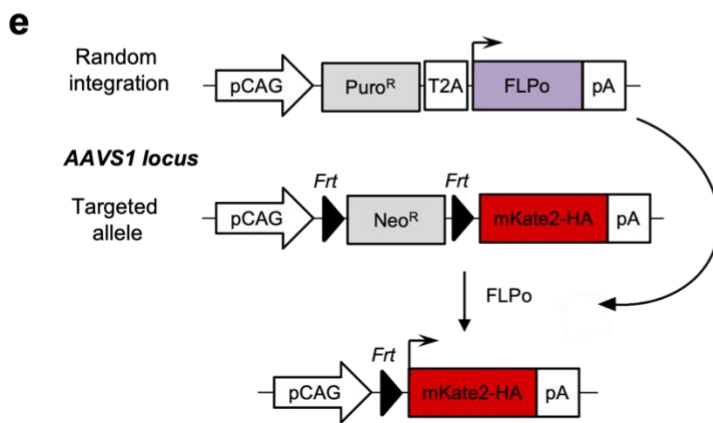 e
Random
integration
pCAG
Puro^R
T2A
FLPo
pA
AAVS1 locus
Targeted
allele
pCAG
Frt
Neo^R
Frt
mKate2-HA
pA
FLPo
pCAG
Frt
mKate2-HA
pA